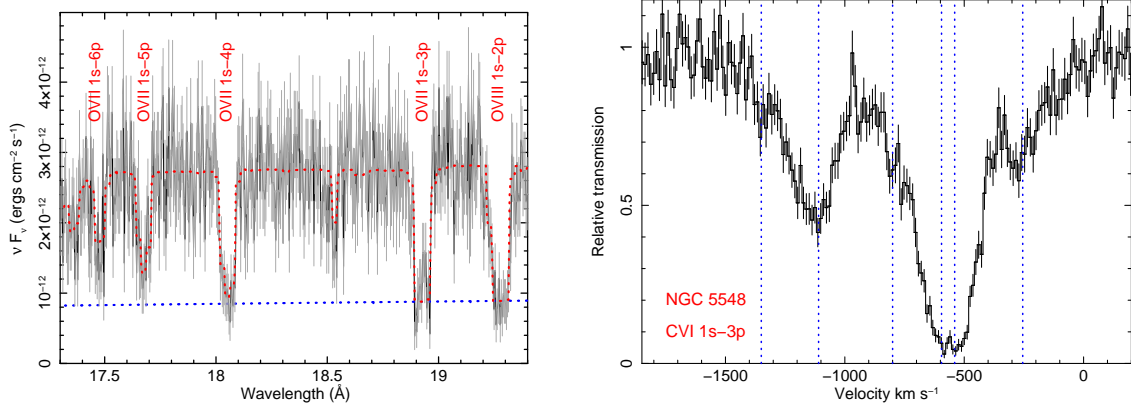 OVII 1s−6p
OVII 1s−5p
OVII 1s−4p
OVII 1s−3p
OVIII 1s−2p
ν Fν (ergs cm⁻² s⁻¹)
4×10⁻¹²
3×10⁻¹²
2×10⁻¹²
10⁻¹²
0
17.5
18
18.5
19
Wavelength (Å)
Relative transmission
1
0.5
0
NGC 5548
CVI 1s−3p
−1500
−1000
−500
0
Velocity km s⁻¹